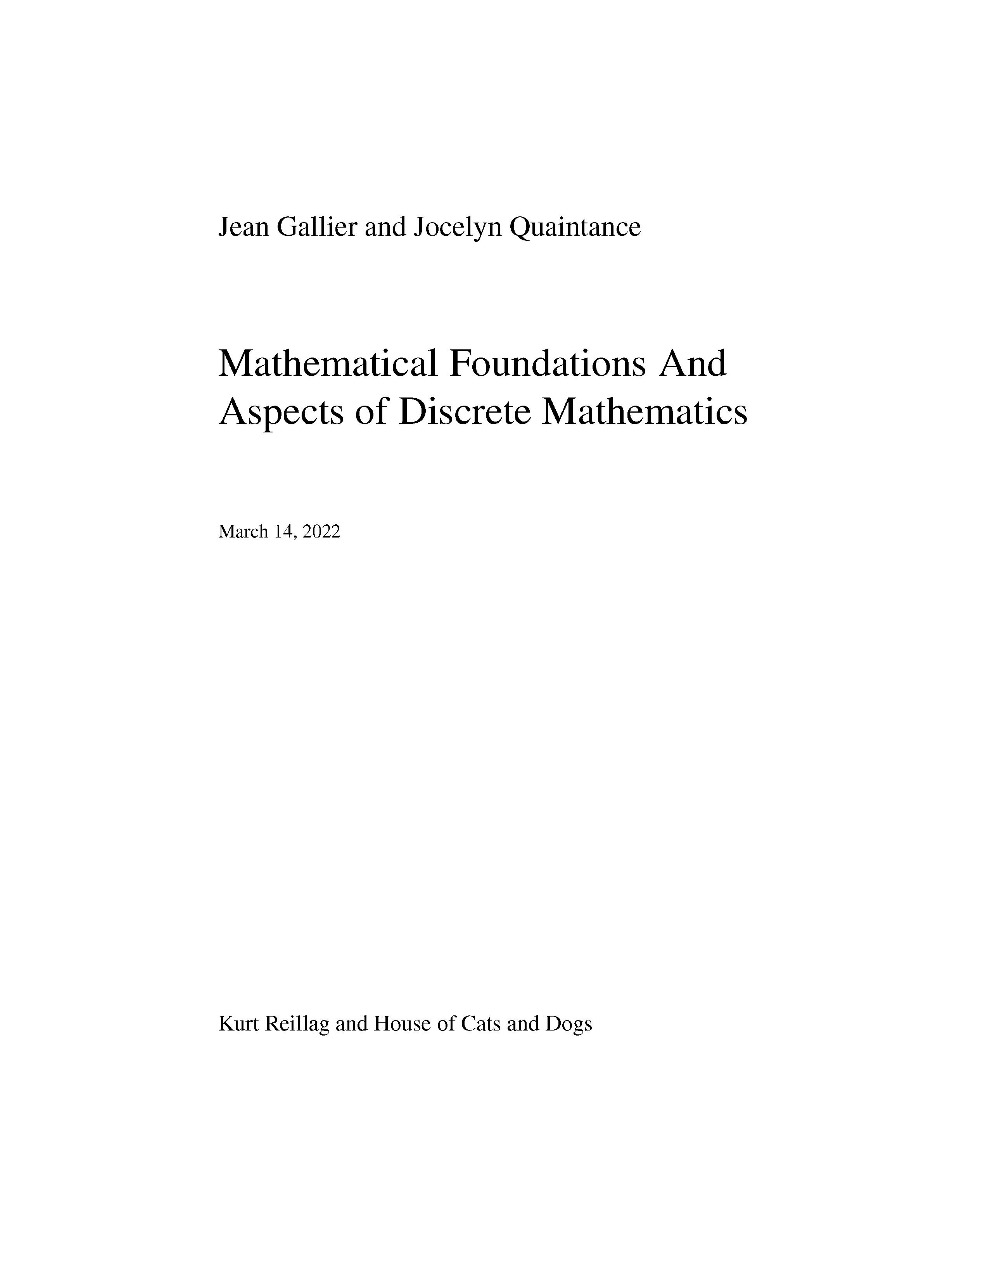 Jean Gallier and Jocelyn Quaintance
Mathematical Foundations And
Aspects of Discrete Mathematics
March 14, 2022
Kurt Reillag and House of Cats and Dogs